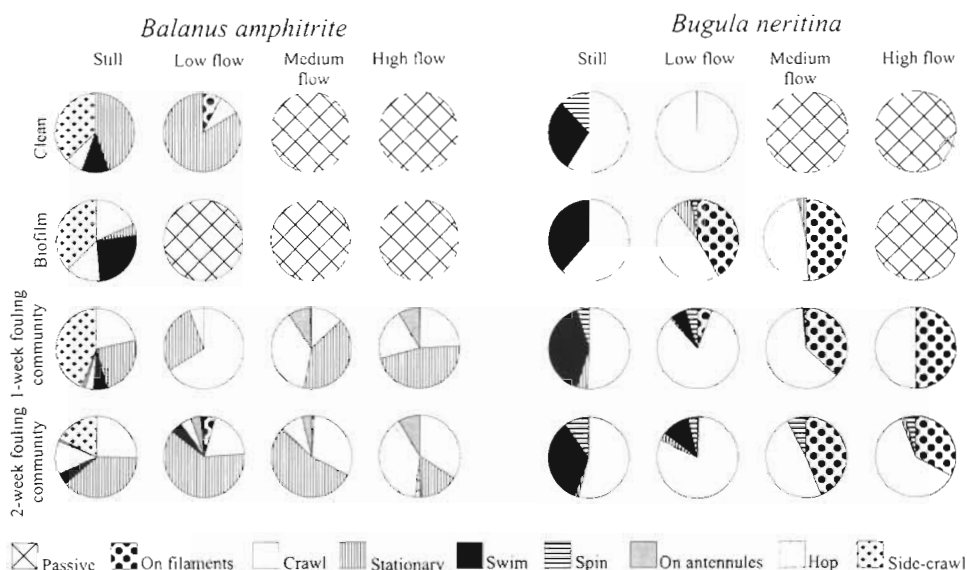 Balanus amphitrite
Bugula neritina
Still Low flow Medium flow High flow
Still Low flow Medium flow High flow
Clean
Biofilm
1-week fouling community
2-week fouling community
Passive On filaments Crawl Stationary Swim Spin On antennules Hop Side-crawl